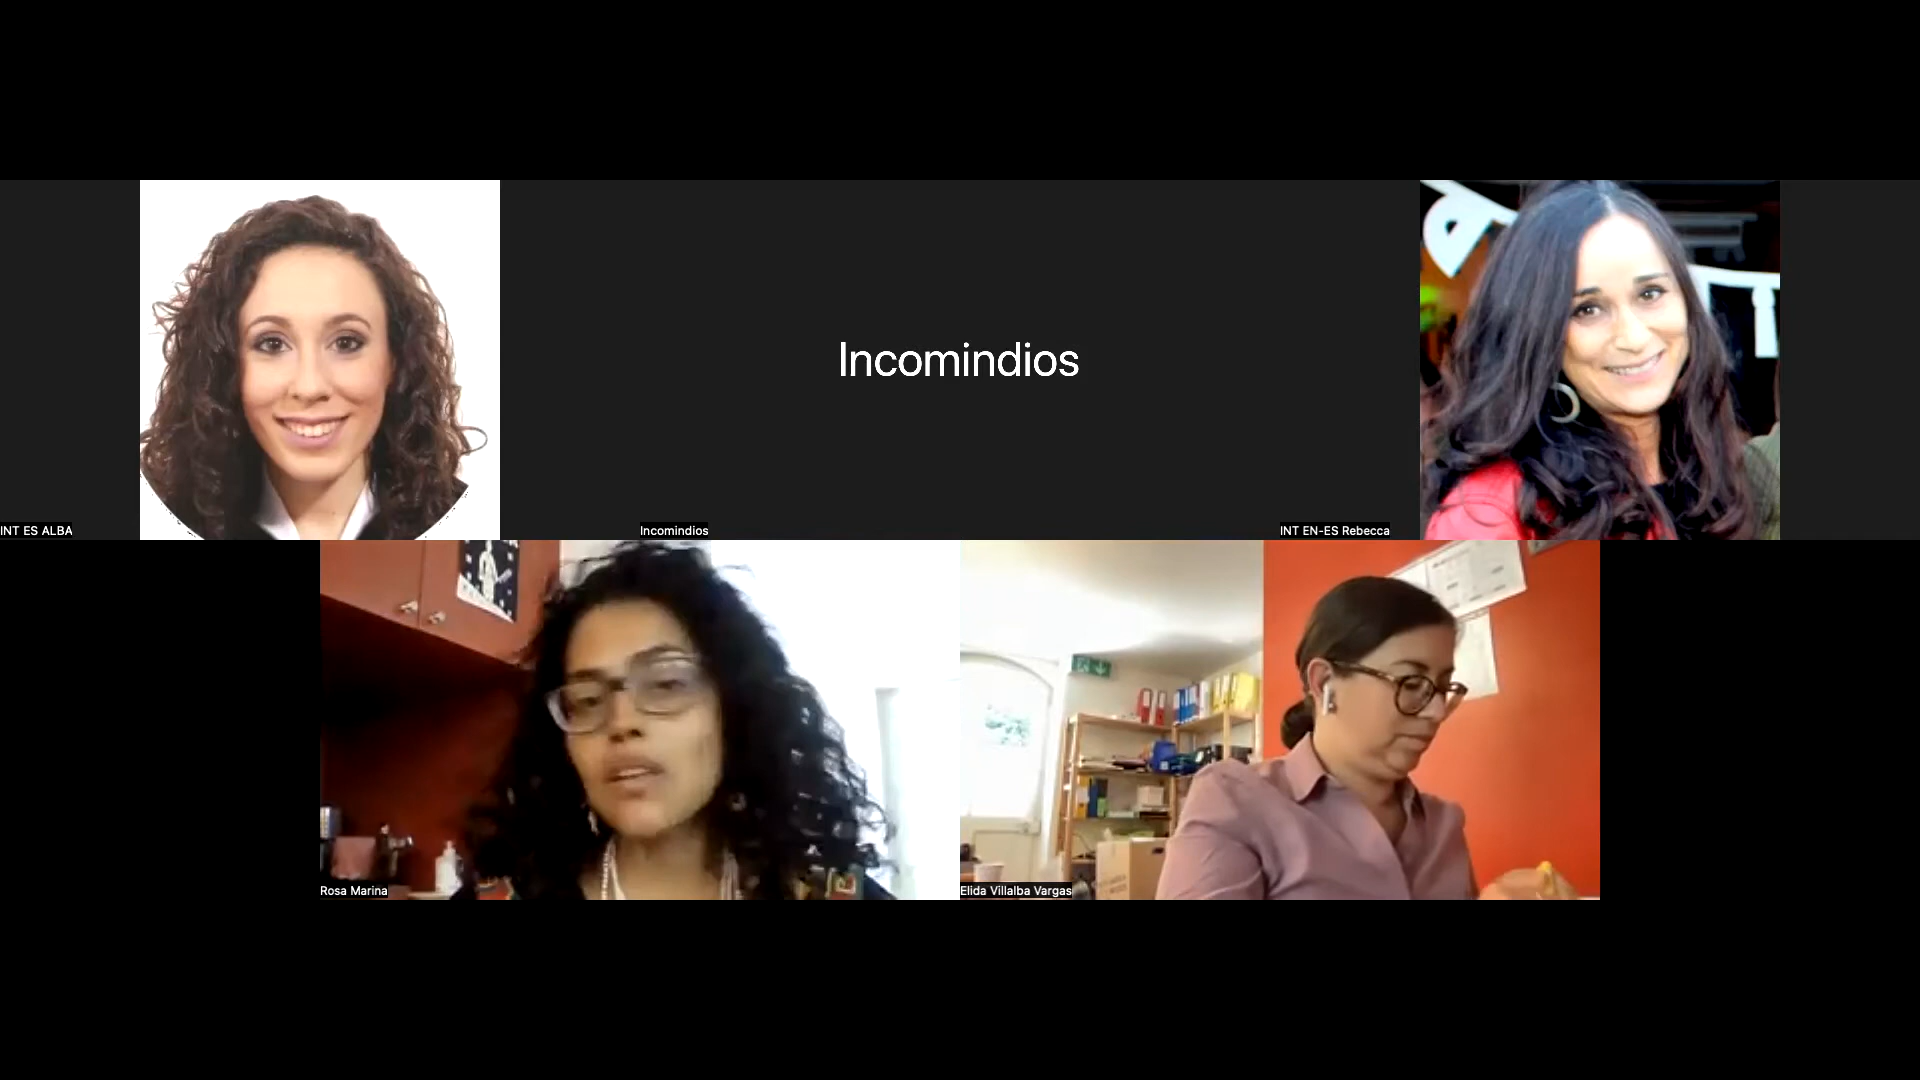 Incomindios
INT ES ALBA
Incomindios
INT EN-ES Rebecca
Rosa Marina
Elida Villalba Vargas